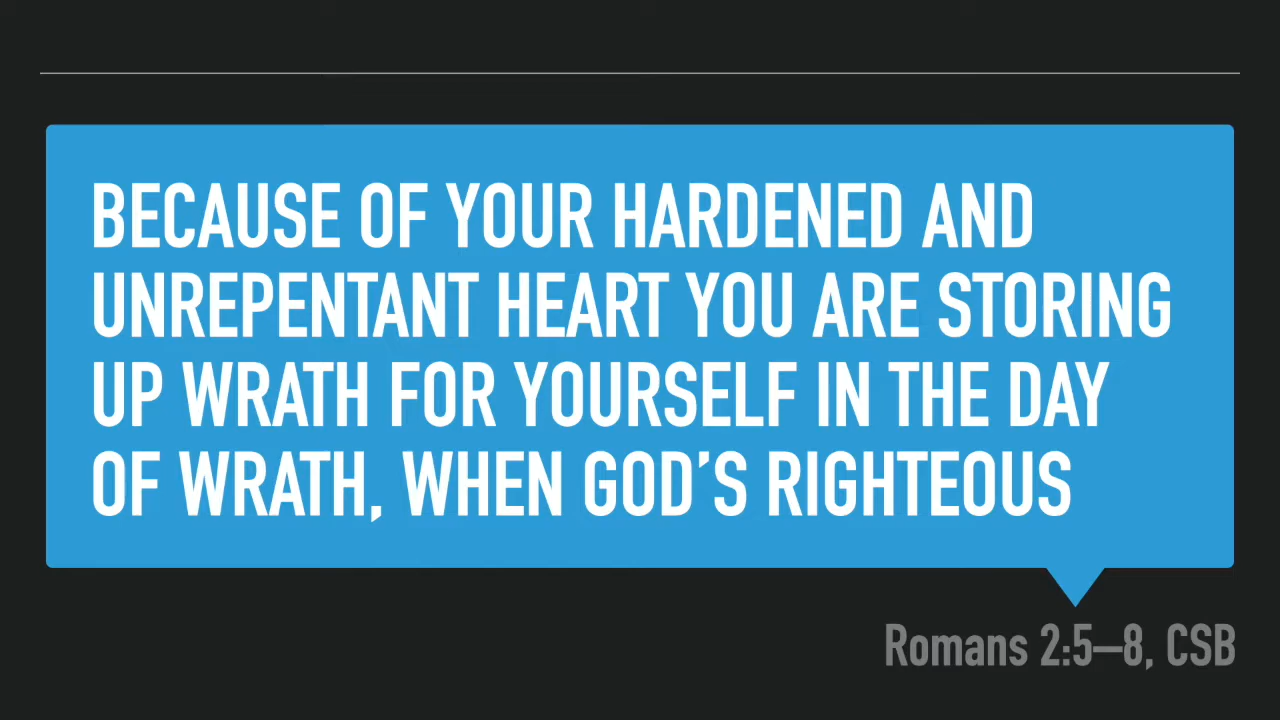 BECAUSE OF YOUR HARDENED AND
UNREPENTANT HEART YOU ARE STORING
UP WRATH FOR YOURSELF IN THE DAY
OF WRATH, WHEN GOD’S RIGHTEOUS
Romans 2:5–8, CSB